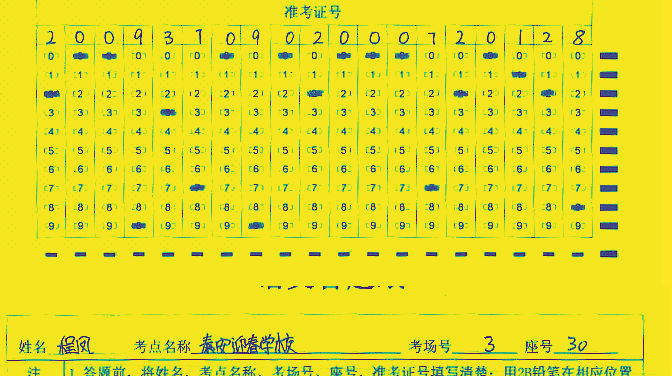 准考证号
2 0 0 9 3 7 0 9 0 2 0 0 0 7 2 0 1 2 8
[0] [0] [0] [0] [0] [0] [0] [0] [0] [0] [0] [0] [0] [0] [0] [0] [0] [0] [0]
[1] [1] [1] [1] [1] [1] [1] [1] [1] [1] [1] [1] [1] [1] [1] [1] [1] [1] [1]
[2] [2] [2] [2] [2] [2] [2] [2] [2] [2] [2] [2] [2] [2] [2] [2] [2] [2] [2]
[3] [3] [3] [3] [3] [3] [3] [3] [3] [3] [3] [3] [3] [3] [3] [3] [3] [3] [3]
[4] [4] [4] [4] [4] [4] [4] [4] [4] [4] [4] [4] [4] [4] [4] [4] [4] [4] [4]
[5] [5] [5] [5] [5] [5] [5] [5] [5] [5] [5] [5] [5] [5] [5] [5] [5] [5] [5]
[6] [6] [6] [6] [6] [6] [6] [6] [6] [6] [6] [6] [6] [6] [6] [6] [6] [6] [6]
[7] [7] [7] [7] [7] [7] [7] [7] [7] [7] [7] [7] [7] [7] [7] [7] [7] [7] [7]
[8] [8] [8] [8] [8] [8] [8] [8] [8] [8] [8] [8] [8] [8] [8] [8] [8] [8] [8]
[9] [9] [9] [9] [9] [9] [9] [9] [9] [9] [9] [9] [9] [9] [9] [9] [9] [9] [9]
姓名 程凤 考点名称 泰安迎春学校 考场号 3 座号 30
注 1.答题前，将姓名、考点名称、考场号、座号、准考证号填写清楚；用2B铅笔在相应位置